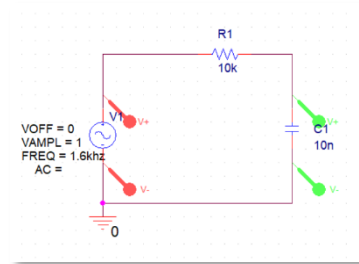 R1
10k
V1
V+
V+
VOFF = 0
VAMPL = 1
FREQ = 1.6khz
AC =
C1
10n
V-
V-
0